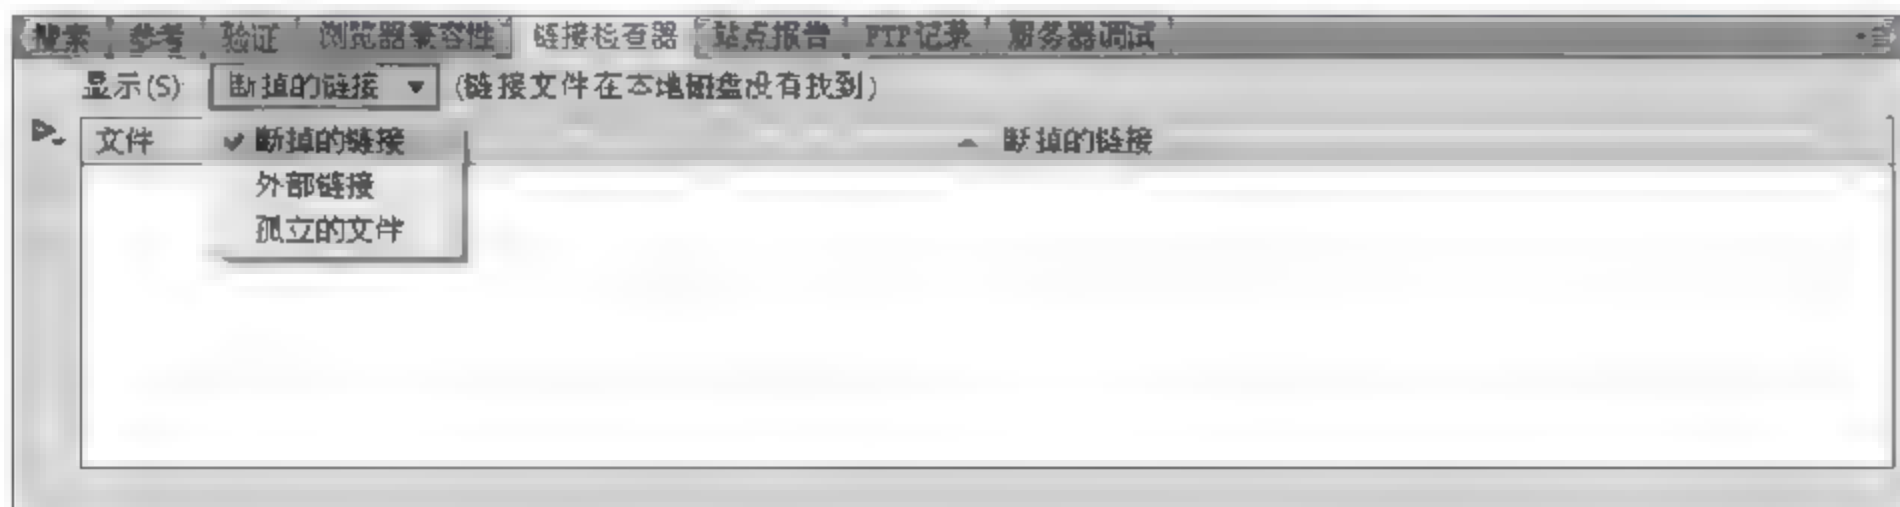 搜索 参考 验证 浏览器兼容性 链接检查器 站点报告 FTP记录 服务器调试
显示(S) 断掉的链接 (链接文件在本地磁盘没有找到)
文件 断掉的链接 断掉的链接
外部链接
孤立的文件